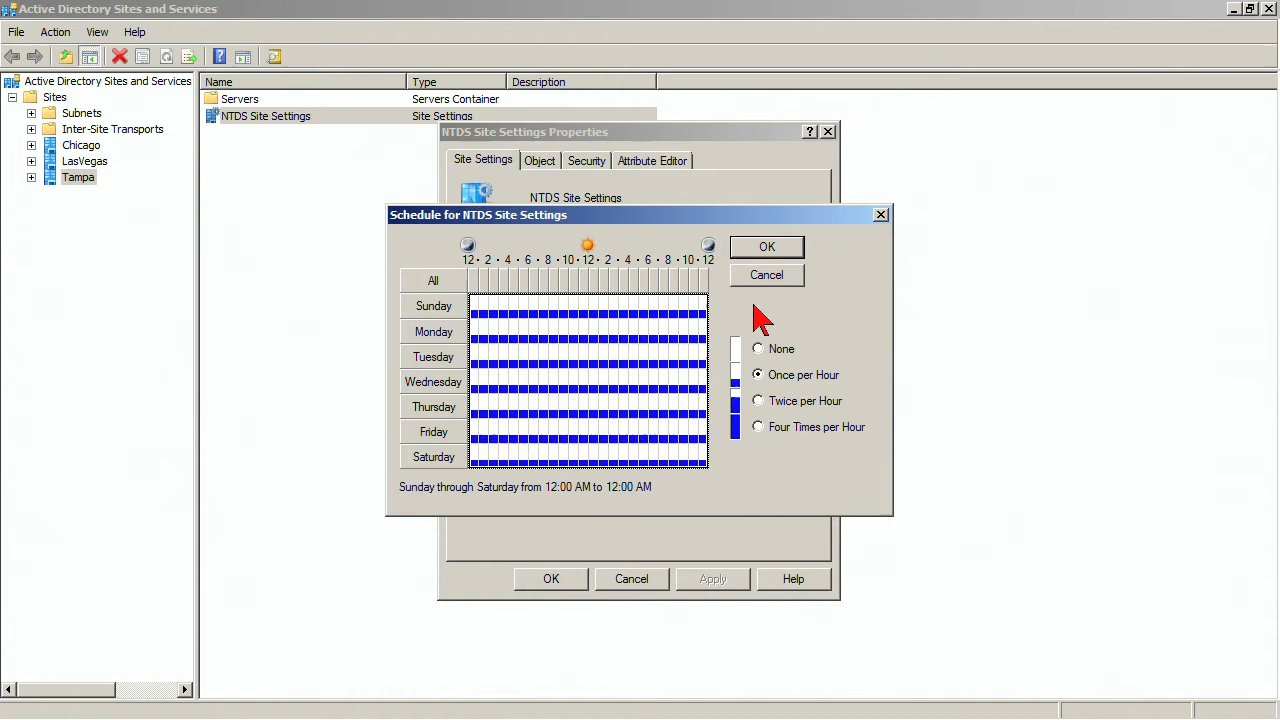 Active Directory Sites and Services
File Action View Help
Active Directory Sites and Services
Sites
Subnets
Inter-Site Transports
Chicago
LasVegas
Tampa
Name Type Description
Servers Servers Container
NTDS Site Settings Site Settings
NTDS Site Settings Properties
Site Settings Object Security Attribute Editor
NTDS Site Settings
Schedule for NTDS Site Settings
12 · 2 · 4 · 6 · 8 · 10 · 12 · 2 · 4 · 6 · 8 · 10 · 12
All
Sunday
Monday
Tuesday
Wednesday
Thursday
Friday
Saturday
Sunday through Saturday from 12:00 AM to 12:00 AM
OK
Cancel
None
Once per Hour
Twice per Hour
Four Times per Hour
OK Cancel Apply Help